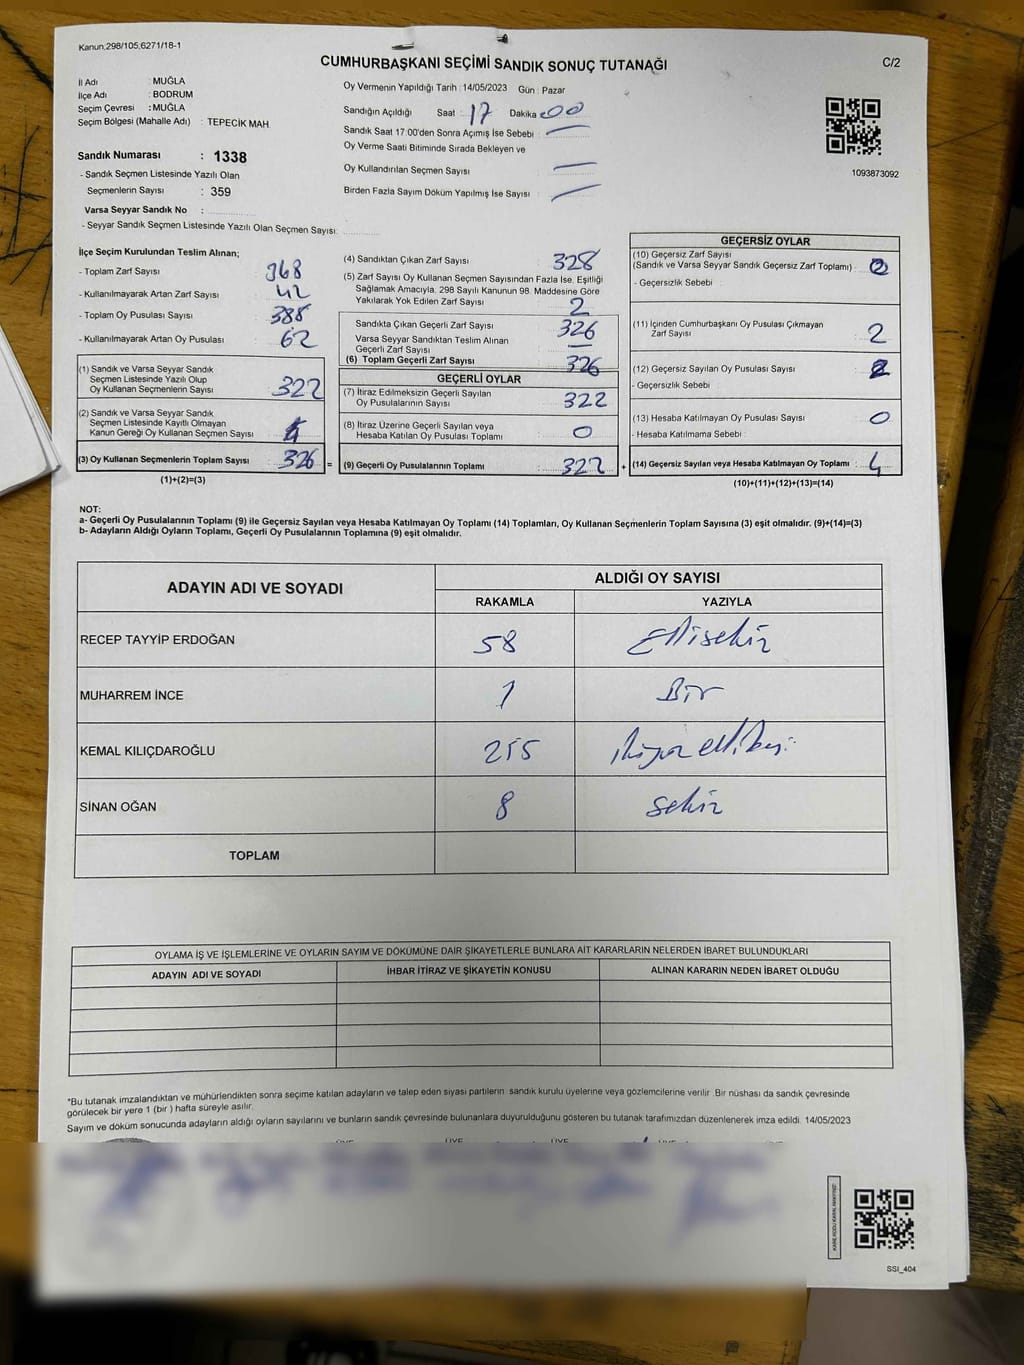 Kanun;298/105,6271/18-1
CUMHURBAŞKANI SEÇİMİ SANDIK SONUÇ TUTANAĞI
C/2
İl Adı : MUĞLA
İlçe Adı : BODRUM
Seçim Çevresi : MUĞLA
Seçim Bölgesi (Mahalle Adı) : TEPECİK MAH.
Oy Vermenin Yapıldığı Tarih : 14/05/2023 Gün : Pazar
Sandığın Açıldığı Saat : 17 Dakika : 00
Sandık Saat 17:00'den Sonra Açımış İse Sebebi :
Oy Verme Saati Bitiminde Sırada Bekleyen ve
Oy Kullandırılan Seçmen Sayısı :
Birden Fazla Sayım Döküm Yapılmış İse Sayısı :
1093873092
Sandık Numarası : 1338
- Sandık Seçmen Listesinde Yazılı Olan
Seçmenlerin Sayısı : 359
Varsa Seyyar Sandık No :
- Seyyar Sandık Seçmen Listesinde Yazılı Olan Seçmen Sayısı:
İlçe Seçim Kurulundan Teslim Alınan;
- Toplam Zarf Sayısı : 368
- Kullanılmayarak Artan Zarf Sayısı : 42
- Toplam Oy Pusulası Sayısı : 388
- Kullanılmayarak Artan Oy Pusulası : 62
(1) Sandık ve Varsa Seyyar Sandık
Seçmen Listesinde Yazılı Olup
Oy Kullanan Seçmenlerin Sayısı : 322
(2) Sandık ve Varsa Seyyar Sandık
Seçmen Listesinde Kayıtlı Olmayan
Kanun Gereği Oy Kullanan Seçmen Sayısı : 4
(3) Oy Kullanan Seçmenlerin Toplam Sayısı : 326
(1)+(2)=(3)
(4) Sandıktan Çıkan Zarf Sayısı : 328
(5) Zarf Sayısı Oy Kullanan Seçmen Sayısından Fazla İse, Eşitliği
Sağlamak Amacıyla, 298 Sayılı Kanunun 98. Maddesine Göre
Yakılarak Yok Edilen Zarf Sayısı : 2
Sandıkta Çıkan Geçerli Zarf Sayısı : 326
Varsa Seyyar Sandıktan Teslim Alınan
Geçerli Zarf Sayısı :
(6) Toplam Geçerli Zarf Sayısı : 326
GEÇERLİ OYLAR
(7) İtiraz Edilmeksizin Geçerli Sayılan
Oy Pusulalarının Sayısı : 322
(8) İtiraz Üzerine Geçerli Sayılan veya
Hesaba Katılan Oy Pusulası Toplamı : 0
= (9) Geçerli Oy Pusulalarının Toplamı : 322 +
GEÇERSİZ OYLAR
(10) Geçersiz Zarf Sayısı
(Sandık ve Varsa Seyyar Sandık Geçersiz Zarf Toplamı) :
- Geçersizlik Sebebi :
(11) İçinden Cumhurbaşkanı Oy Pusulası Çıkmayan
Zarf Sayısı : 2
(12) Geçersiz Sayılan Oy Pusulası Sayısı : 2
- Geçersizlik Sebebi :
(13) Hesaba Katılmayan Oy Pusulası Sayısı : 0
- Hesaba Katılmama Sebebi :
(14) Geçersiz Sayılan veya Hesaba Katılmayan Oy Toplamı : 4
(10)+(11)+(12)+(13)=(14)
NOT:
a- Geçerli Oy Pusulalarının Toplamı (9) ile Geçersiz Sayılan veya Hesaba Katılmayan Oy Toplamı (14) Toplamları, Oy Kullanan Seçmenlerin Toplam Sayısına (3) eşit olmalıdır. (9)+(14)=(3)
b- Adayların Aldığı Oyların Toplamı, Geçerli Oy Pusulalarının Toplamına (9) eşit olmalıdır.
ADAYIN ADI VE SOYADI
ALDIĞI OY SAYISI
RAKAMLA YAZIYLA
RECEP TAYYİP ERDOĞAN 58 Ellisekiz
MUHARREM İNCE 1 Bir
KEMAL KILIÇDAROĞLU 255 ikiyüz ellibeş
SİNAN OĞAN 8 sekiz
TOPLAM
OYLAMA İŞ VE İŞLEMLERİNE VE OYLARIN SAYIM VE DÖKÜMÜNE DAİR ŞİKAYETLERLE BUNLARA AİT KARARLARIN NELERDEN İBARET BULUNDUKLARI
ADAYIN ADI VE SOYADI İHBAR İTİRAZ VE ŞİKAYETİN KONUSU ALINAN KARARIN NEDEN İBARET OLDUĞU
*Bu tutanak imzalandıktan ve mühürlendikten sonra seçime katılan adayların ve talep eden siyasi partilerin sandık kurulu üyelerine veya gözlemcilerine verilir. Bir nüshası da sandık çevresinde
görülecek bir yere 1 (bir ) hafta süreyle asılır.
Sayım ve döküm sonucunda adayların aldığı oyların sayılarını ve bunların sandık çevresinde bulunanlara duyurulduğunu gösteren bu tutanak tarafımızdan düzenlenerek imza edildi. 14/05/2023
ÜYE ÜYE ÜYE ÜYE ÜYE
SSI_404